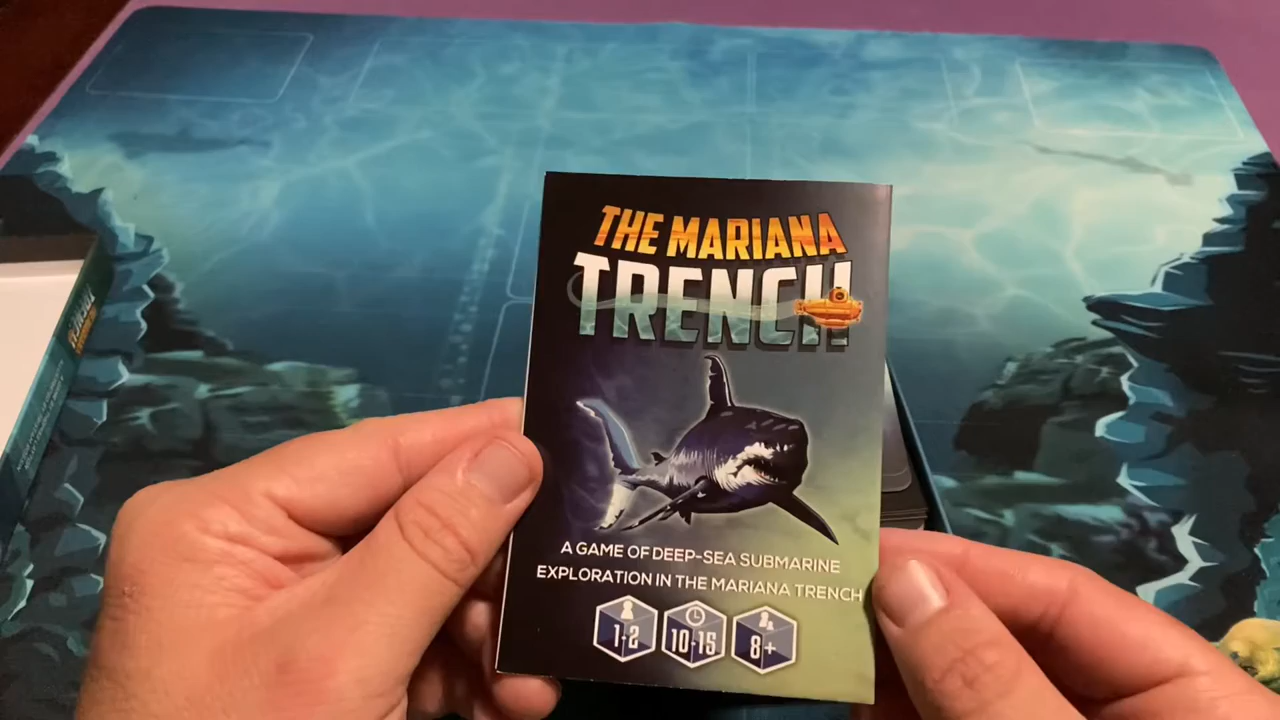 THE MARIANA
TRENCH
A GAME OF DEEP-SEA SUBMARINE
EXPLORATION IN THE MARIANA TRENCH
1-2
10-15
8+